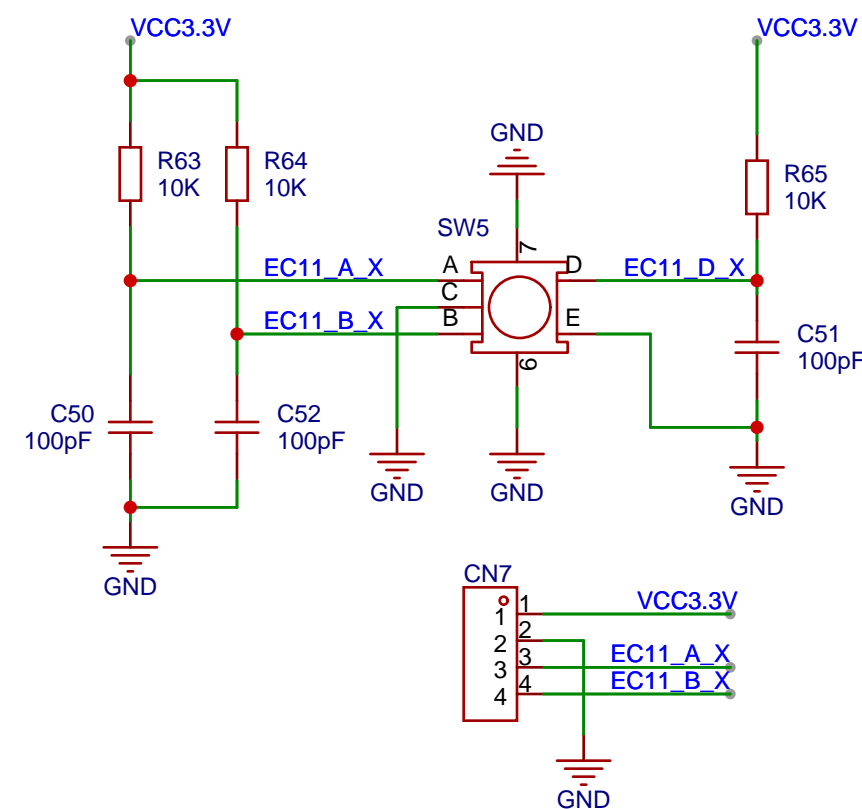 VCC3.3V
VCC3.3V
GND
R63
10K
R64
10K
R65
10K
SW5
7
EC11_A_X
A
D
EC11_D_X
C
EC11_B_X
B
E
6
C51
100pF
C50
100pF
C52
100pF
GND
GND
GND
GND
CN7
1
1
VCC3.3V
2
2
3
3
EC11_A_X
4
4
EC11_B_X
GND